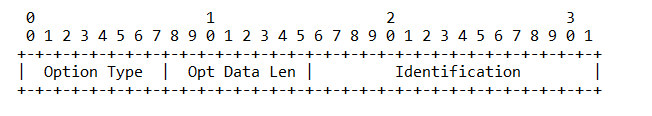 0                   1                   2                   3
 0 1 2 3 4 5 6 7 8 9 0 1 2 3 4 5 6 7 8 9 0 1 2 3 4 5 6 7 8 9 0 1
+-+-+-+-+-+-+-+-+-+-+-+-+-+-+-+-+-+-+-+-+-+-+-+-+-+-+-+-+-+-+-+-+
|  Option Type  |  Opt Data Len |         Identification        |
+-+-+-+-+-+-+-+-+-+-+-+-+-+-+-+-+-+-+-+-+-+-+-+-+-+-+-+-+-+-+-+-+